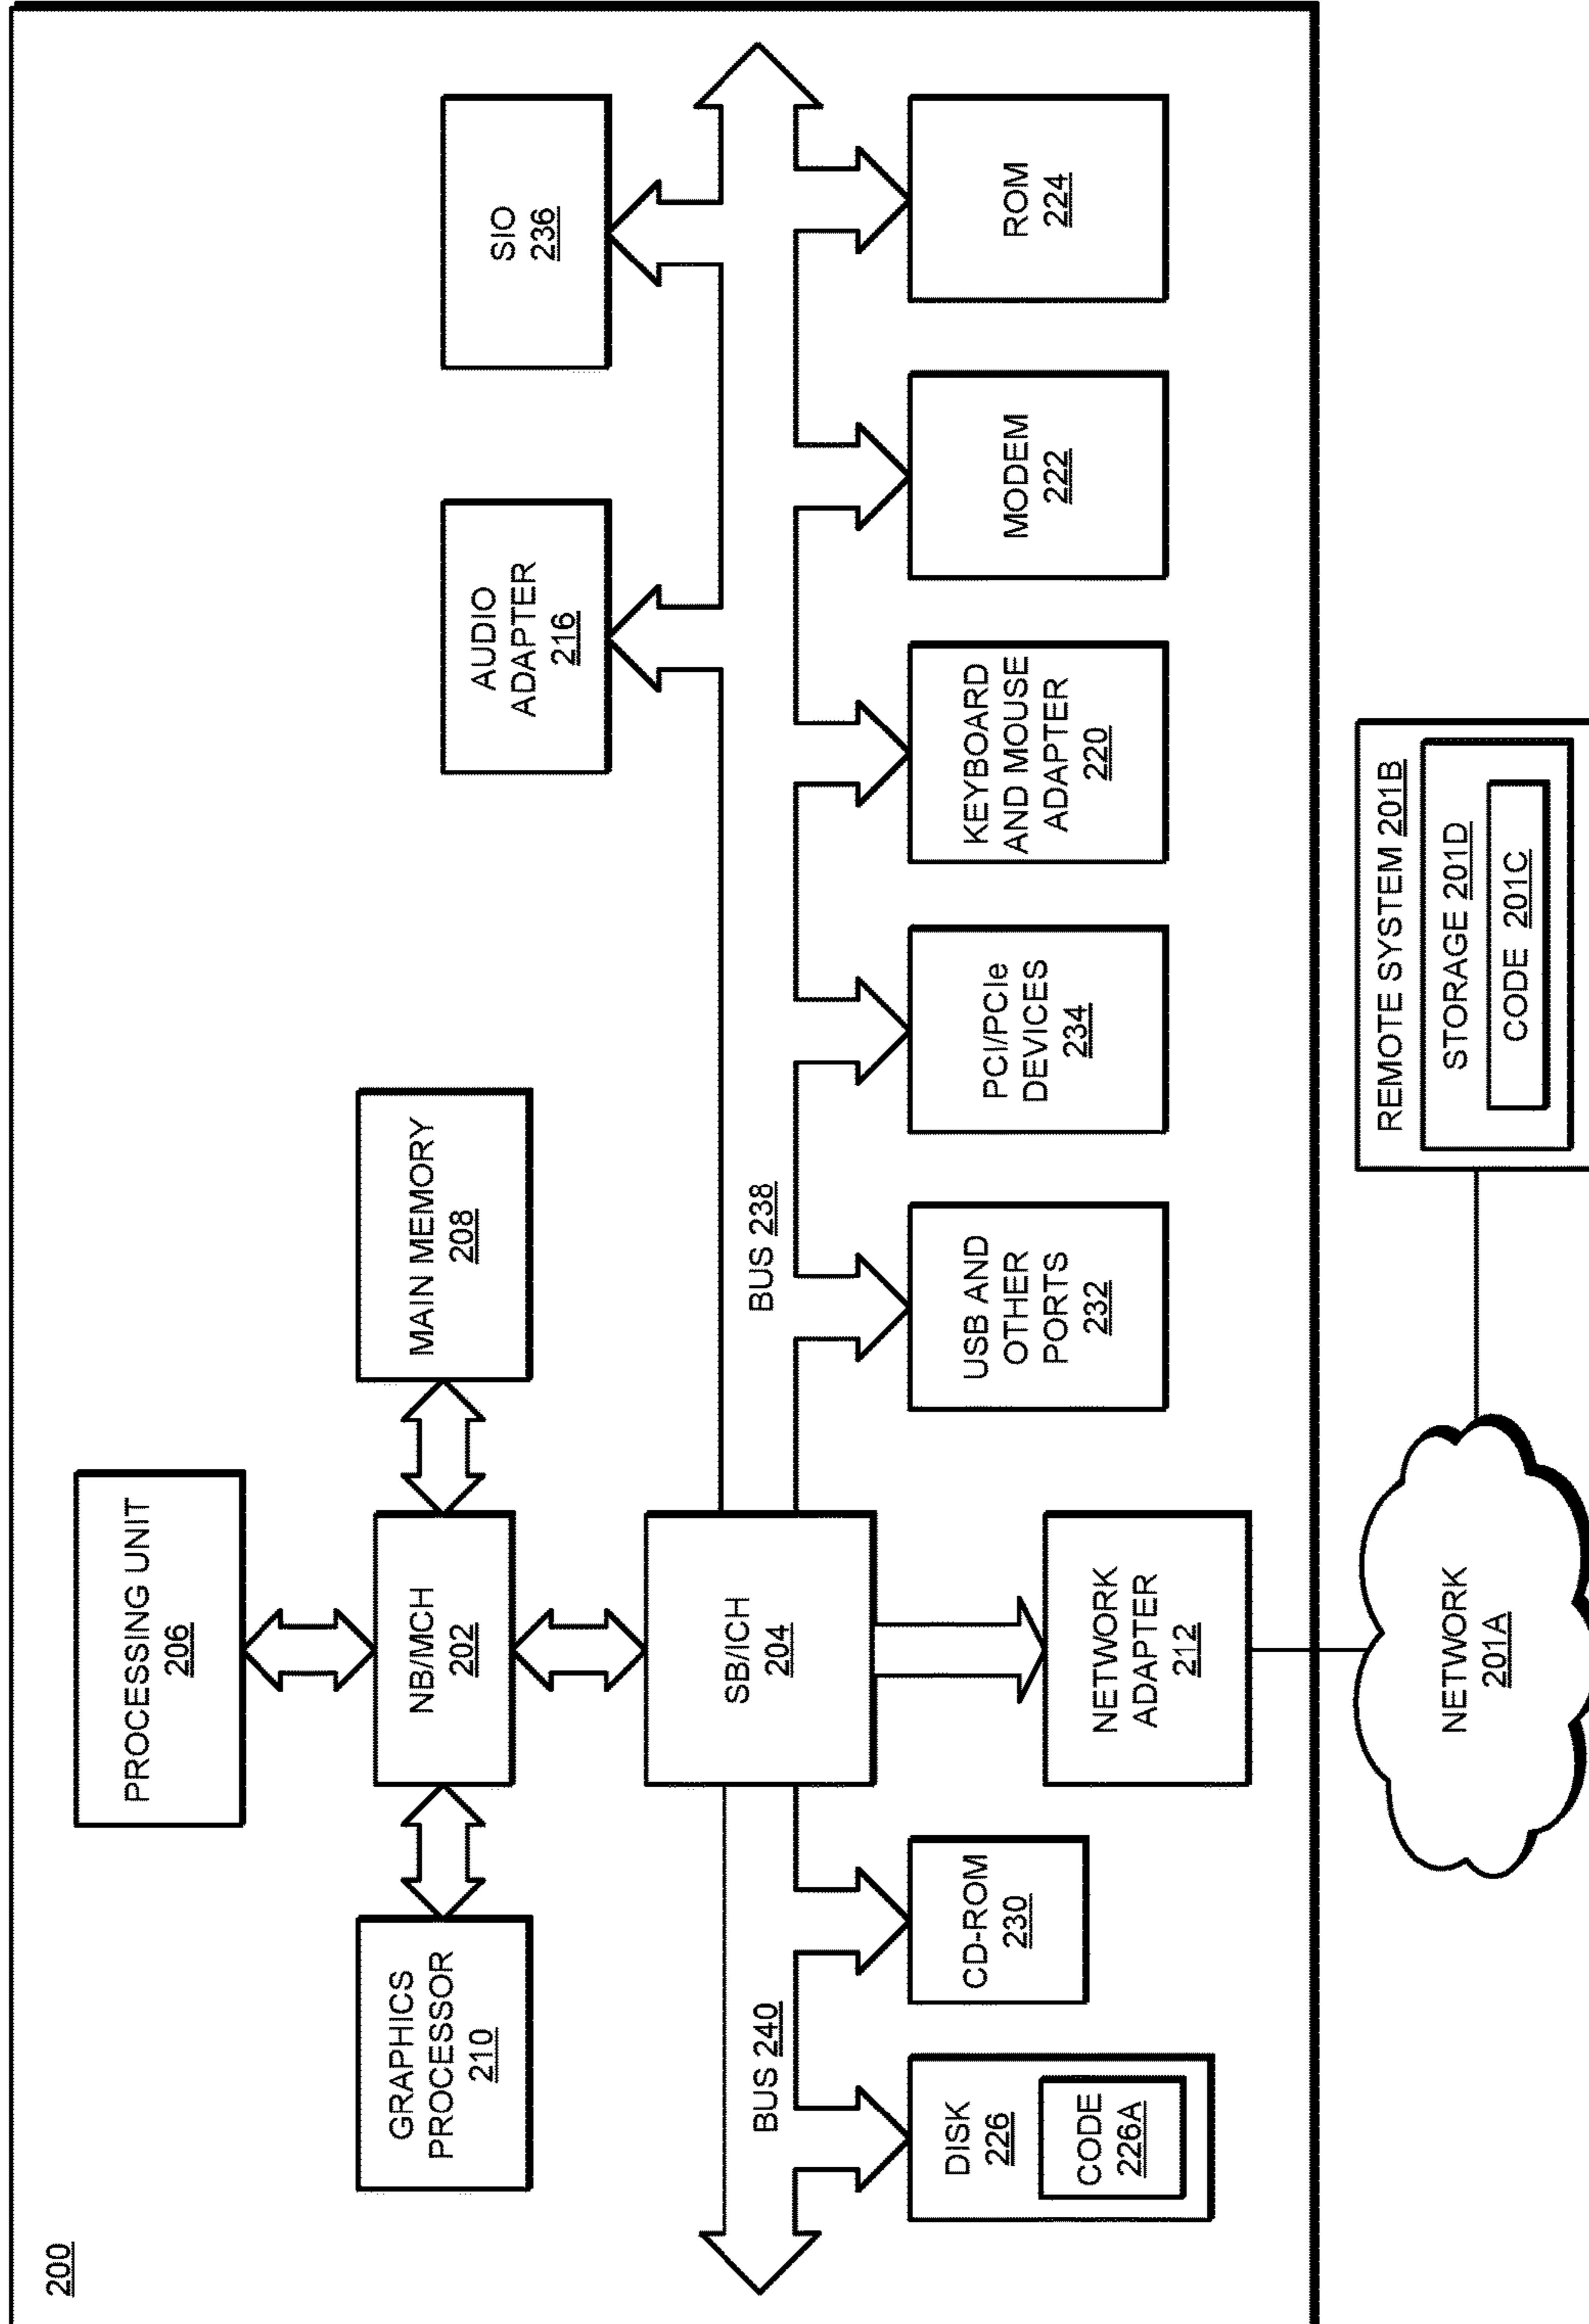 200
PROCESSING UNIT
206
GRAPHICS
PROCESSOR
210
NB/MCH
202
MAIN MEMORY
208
AUDIO
ADAPTER
216
SIO
236
SB/ICH
204
BUS 240
BUS 238
DISK
226
CODE
226A
CD-ROM
230
USB AND
OTHER
PORTS
232
PCI/PCIe
DEVICES
234
KEYBOARD
AND MOUSE
ADAPTER
220
MODEM
222
ROM
224
NETWORK
ADAPTER
212
NETWORK
201A
REMOTE SYSTEM 201B
STORAGE 201D
CODE 201C